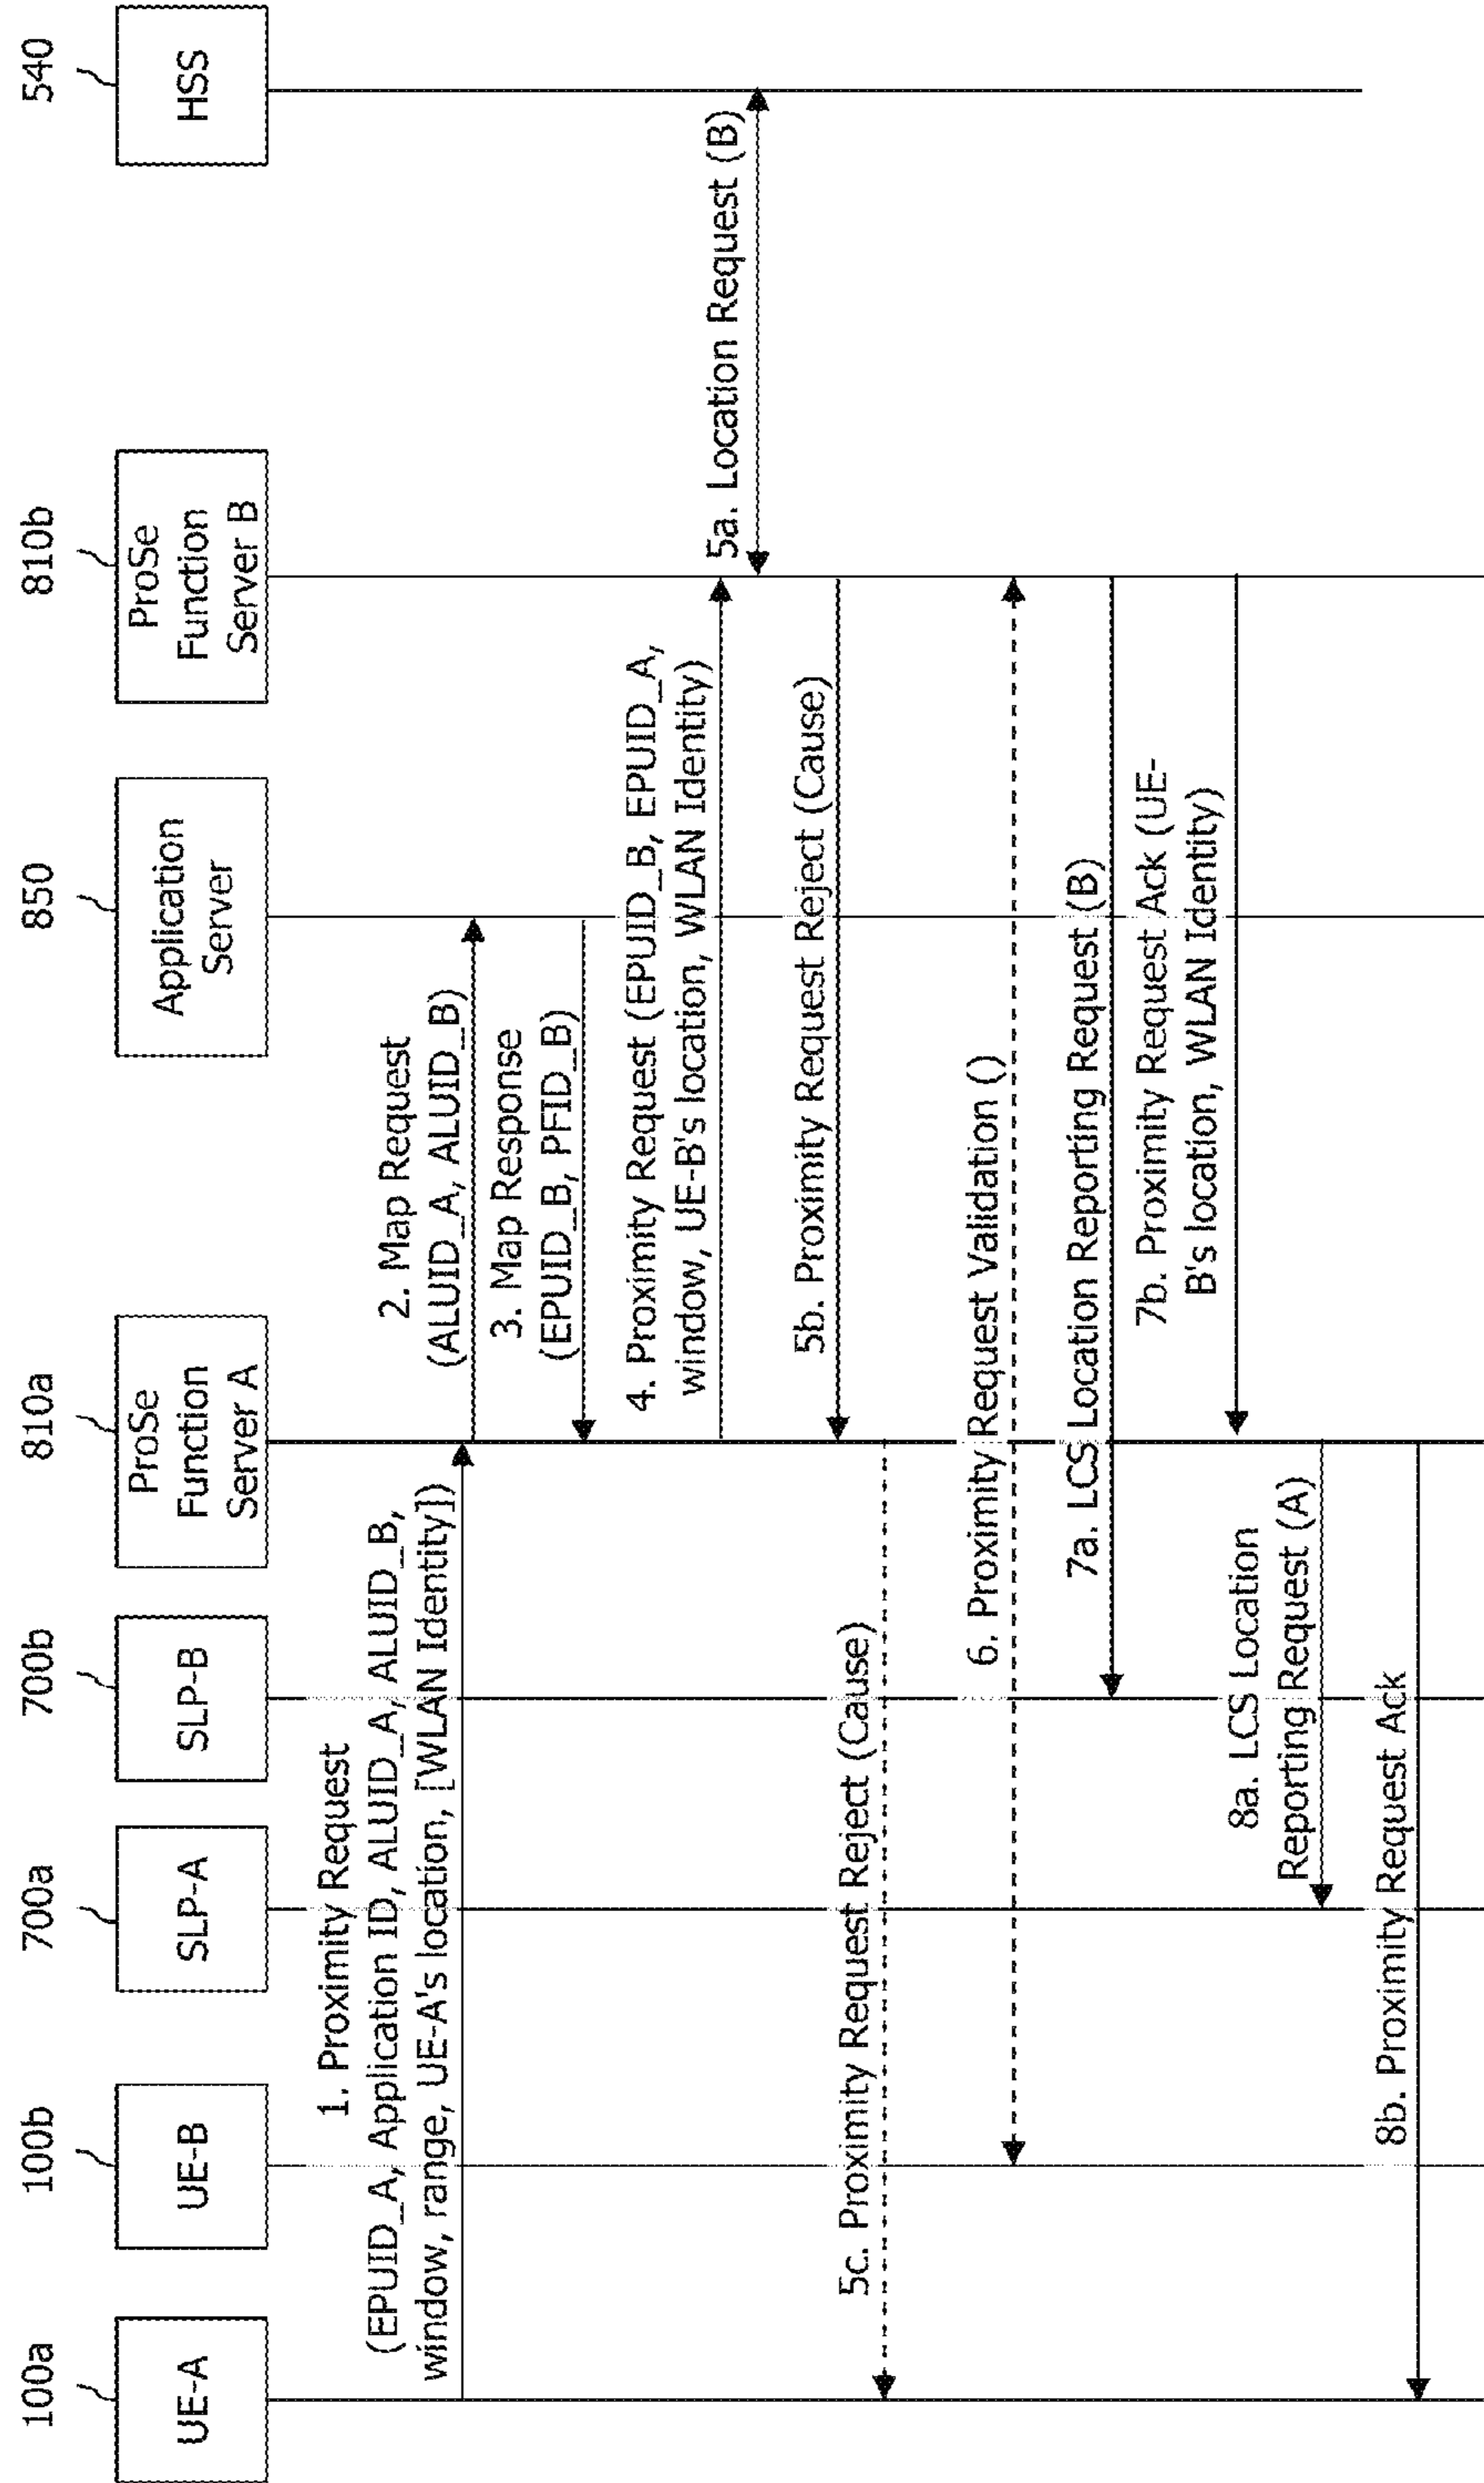 100a
100b
700a
700b
810a
850
810b
540
UE-A
UE-B
SLP-A
SLP-B
ProSe
Function
Server A
Application
Server
ProSe
Function
Server B
HSS
1. Proximity Request
(EPUID_A, Application ID, ALUID_A, ALUID_B,
window, range, UE-A's location, [WLAN Identity])
2. Map Request
(ALUID_A, ALUID_B)
3. Map Response
(EPUID_B, PFID_B)
4. Proximity Request (EPUID_B, EPUID_A,
window, UE-B's location, WLAN Identity)
5a. Location Request (B)
5b. Proximity Request Reject (Cause)
5c. Proximity Request Reject (Cause)
6. Proximity Request Validation ()
7a. LCS Location Reporting Request (B)
7b. Proximity Request Ack (UE-
B's location, WLAN Identity)
8a. LCS Location
Reporting Request (A)
8b. Proximity Request Ack